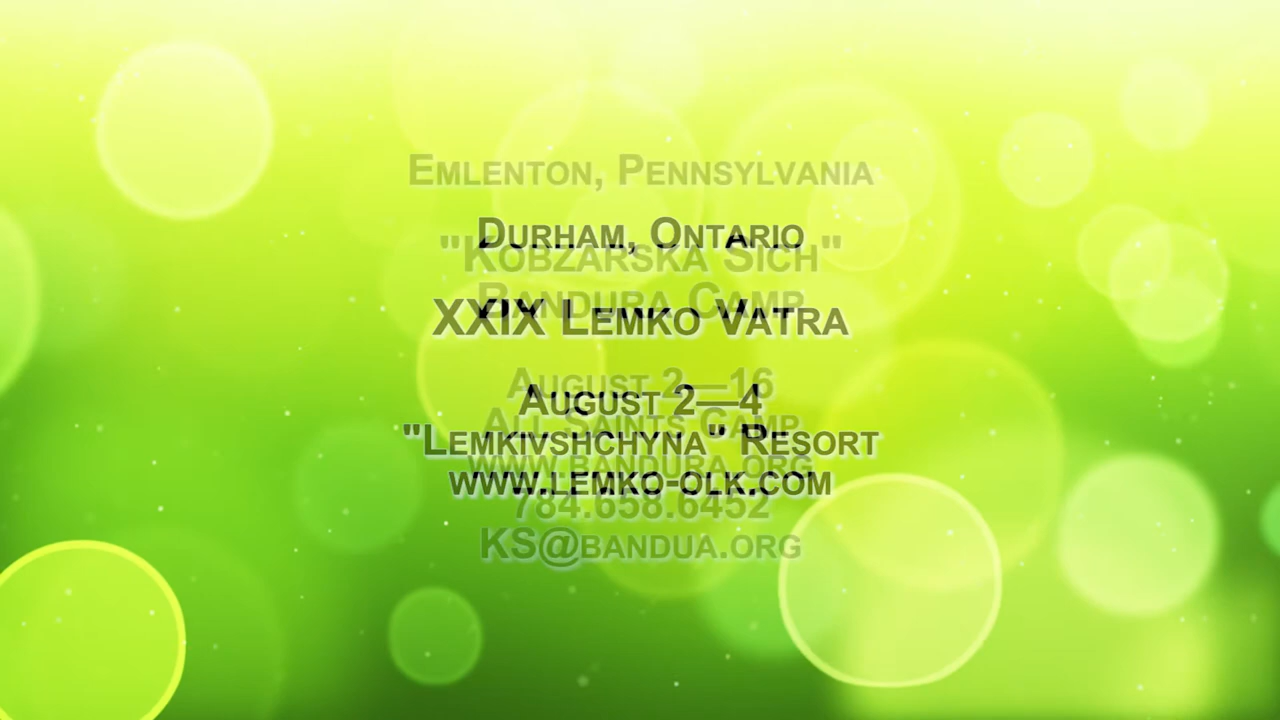 Emlenton, Pennsylvania
Durham, Ontario
"Kobzarska Sich"
Bandura Camp
XXIX Lemko Vatra
August 2—16
August 2—4
All Saints Camp
"Lemkivshchyna" Resort
www.bandura.org
www.lemko-olk.com
784.658.6452
KS@bandua.org